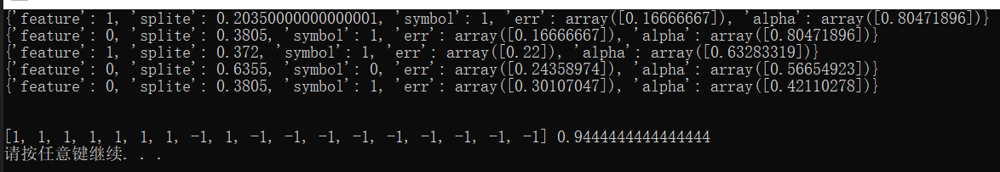 {'feature': 1, 'splite': 0.20350000000000001, 'symbol': 1, 'err': array([0.16666667]), 'alpha': array([0.80471896])}
{'feature': 0, 'splite': 0.3805, 'symbol': 1, 'err': array([0.16666667]), 'alpha': array([0.80471896])}
{'feature': 1, 'splite': 0.372, 'symbol': 1, 'err': array([0.22]), 'alpha': array([0.63283319])}
{'feature': 0, 'splite': 0.6355, 'symbol': 0, 'err': array([0.24358974]), 'alpha': array([0.56654923])}
{'feature': 0, 'splite': 0.3805, 'symbol': 1, 'err': array([0.30107047]), 'alpha': array([0.42110278])}
[1, 1, 1, 1, 1, 1, 1, -1, 1, -1, -1, -1, -1, -1, -1, -1, -1, -1] 0.9444444444444444
请按任意键继续. . .